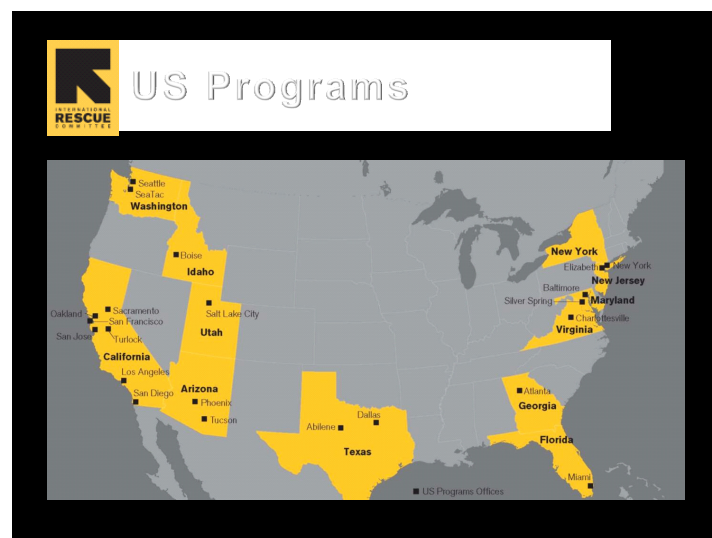 US Programs
INTERNATIONAL
RESCUE
COMMITTEE
Seattle
SeaTac
Washington
Boise
Idaho
New York
Elizabeth
New York
New Jersey
Baltimore
Silver Spring
Maryland
Charlottesville
Virginia
Salt Lake City
Utah
Oakland
Sacramento
San Francisco
San Jose
Turlock
California
Los Angeles
San Diego
Arizona
Phoenix
Tucson
Dallas
Abilene
Texas
Atlanta
Georgia
Florida
Miami
US Programs Offices